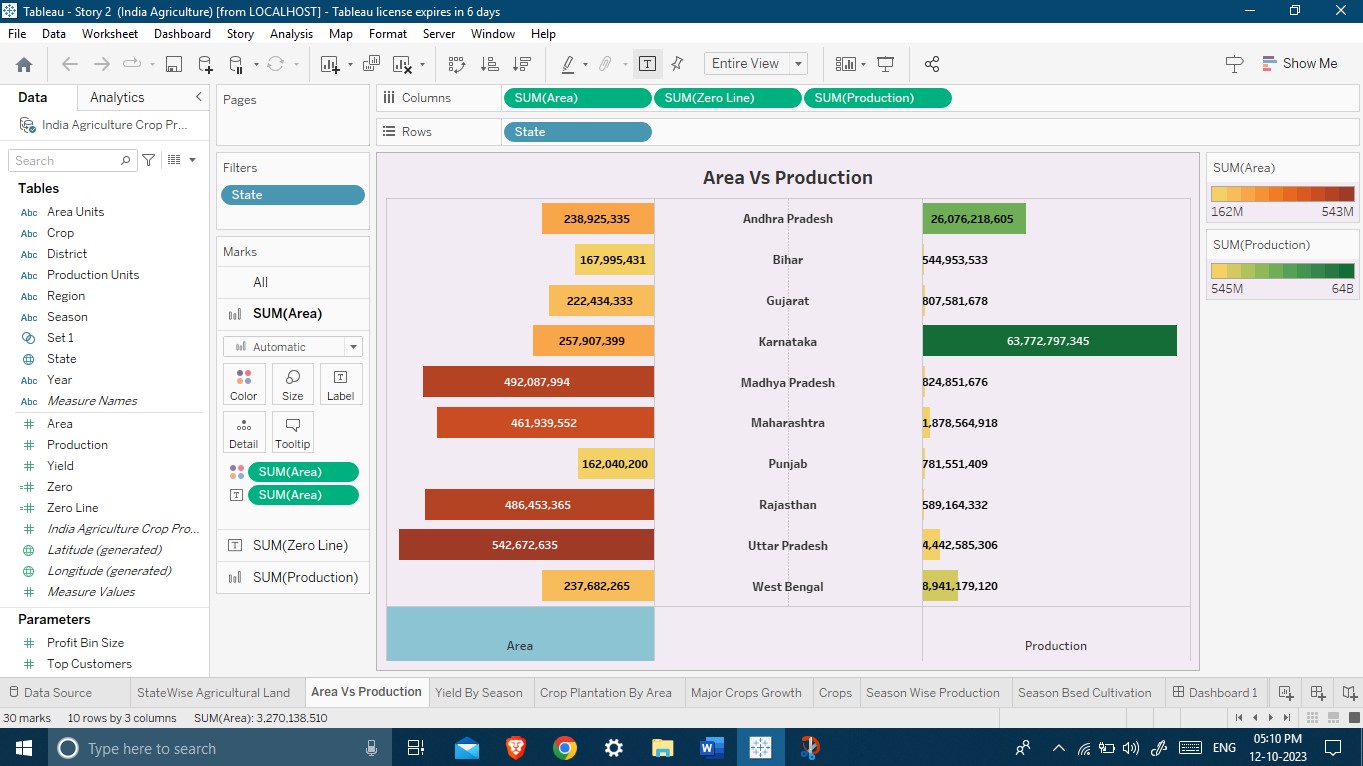 Tableau - Story 2 (India Agriculture) [from LOCALHOST] - Tableau license expires in 6 days
File Data Worksheet Dashboard Story Analysis Map Format Server Window Help
Entire View Show Me
Data Analytics
India Agriculture Crop Pr...
Search
Tables
Abc Area Units
Abc Crop
Abc District
Abc Production Units
Abc Region
Abc Season
Set 1
State
Abc Year
Abc Measure Names
# Area
# Production
# Yield
=# Zero
=# Zero Line
# India Agriculture Crop Pro...
Latitude (generated)
Longitude (generated)
# Measure Values
Parameters
# Profit Bin Size
# Top Customers
Pages
Filters
State
Marks
All
SUM(Area)
Automatic
Color Size Label
Detail Tooltip
SUM(Area)
SUM(Area)
SUM(Zero Line)
SUM(Production)
Columns SUM(Area) SUM(Zero Line) SUM(Production)
Rows State
Area Vs Production
238,925,335 Andhra Pradesh 26,076,218,605
167,995,431 Bihar 544,953,533
222,434,333 Gujarat 807,581,678
257,907,399 Karnataka 63,772,797,345
492,087,994 Madhya Pradesh 824,851,676
461,939,552 Maharashtra 1,878,564,918
162,040,200 Punjab 781,551,409
486,453,365 Rajasthan 589,164,332
542,672,635 Uttar Pradesh 4,442,585,306
237,682,265 West Bengal 8,941,179,120
Area Production
SUM(Area)
162M 543M
SUM(Production)
545M 64B
Data Source StateWise Agricultural Land Area Vs Production Yield By Season Crop Plantation By Area Major Crops Growth Crops Season Wise Production Season Bsed Cultivation Dashboard 1
30 marks 10 rows by 3 columns SUM(Area): 3,270,138,510
Type here to search
ENG
05:10 PM
12-10-2023